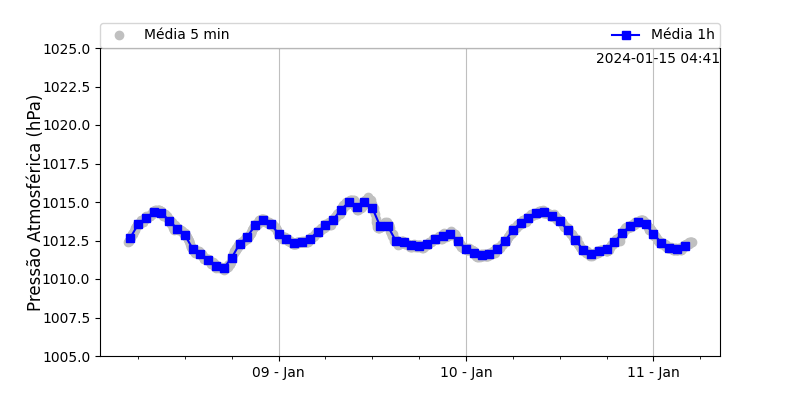 Média 5 min
Média 1h
2024-01-15 04:41
Pressão Atmosférica (hPa)
1025.0
1022.5
1020.0
1017.5
1015.0
1012.5
1010.0
1007.5
1005.0
09 - Jan
10 - Jan
11 - Jan